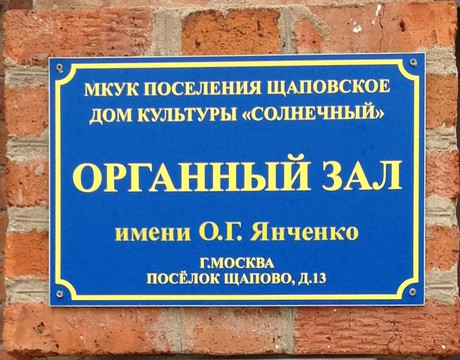 МКУК ПОСЕЛЕНИЯ ЩАПОВСКОЕ
ДОМ КУЛЬТУРЫ «СОЛНЕЧНЫЙ»
ОРГАННЫЙ ЗАЛ
имени О.Г. Янченко
Г.МОСКВА
ПОСЁЛОК ЩАПОВО, Д.13